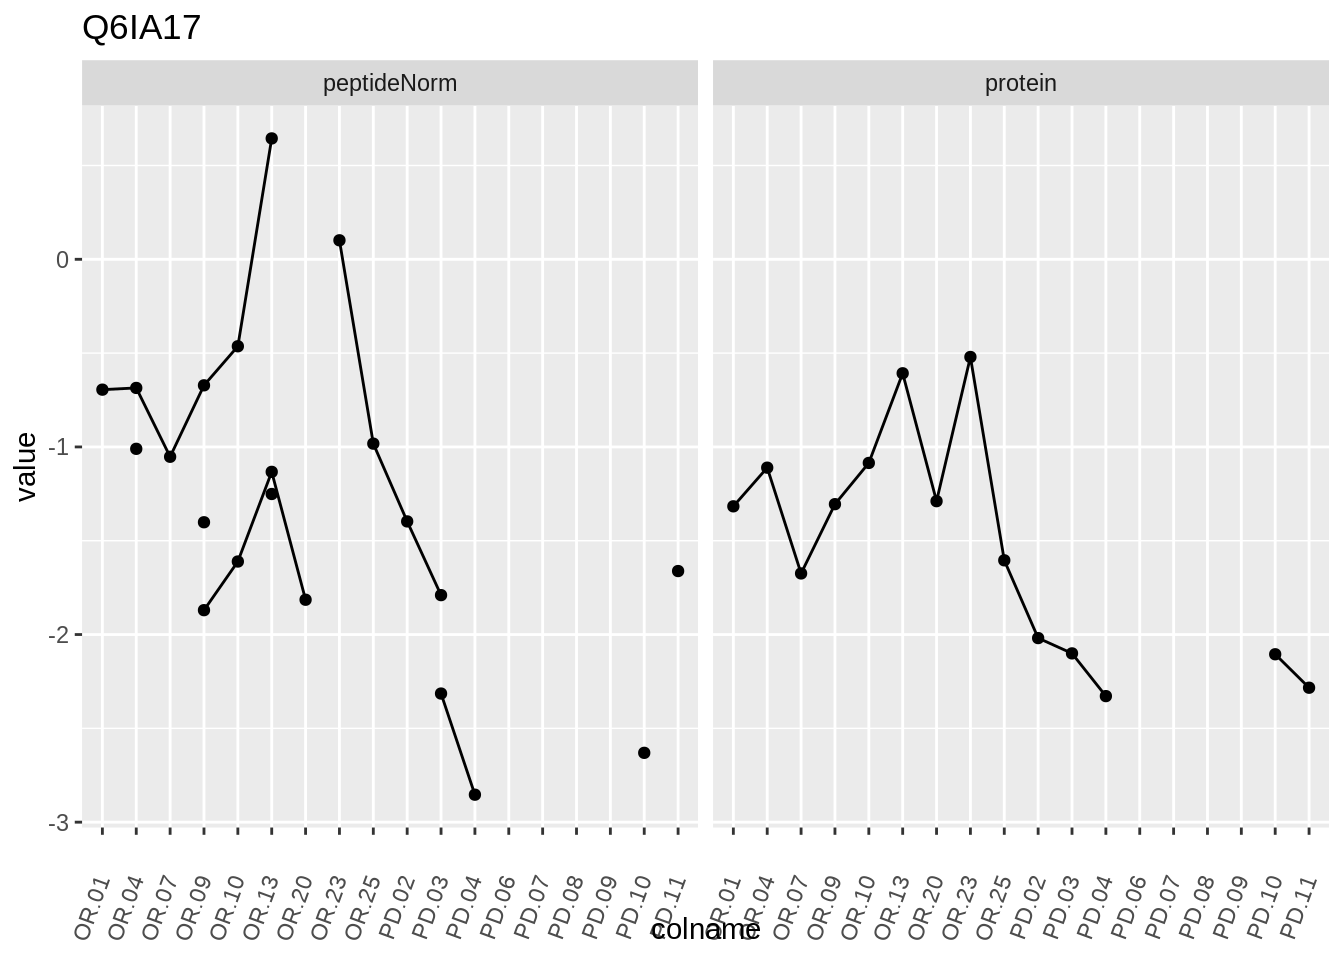 Q6IA17
peptideNorm protein
0
-1
-2
-3
value
OR.01 OR.04 OR.07 OR.09 OR.10 OR.13 OR.20 OR.23 OR.25 PD.02 PD.03 PD.04 PD.06 PD.07 PD.08 PD.09 PD.10 PD.11 OR.01 OR.04 OR.07 OR.09 OR.10 OR.13 OR.20 OR.23 OR.25 PD.02 PD.03 PD.04 PD.06 PD.07 PD.08 PD.09 PD.10 PD.11
colname